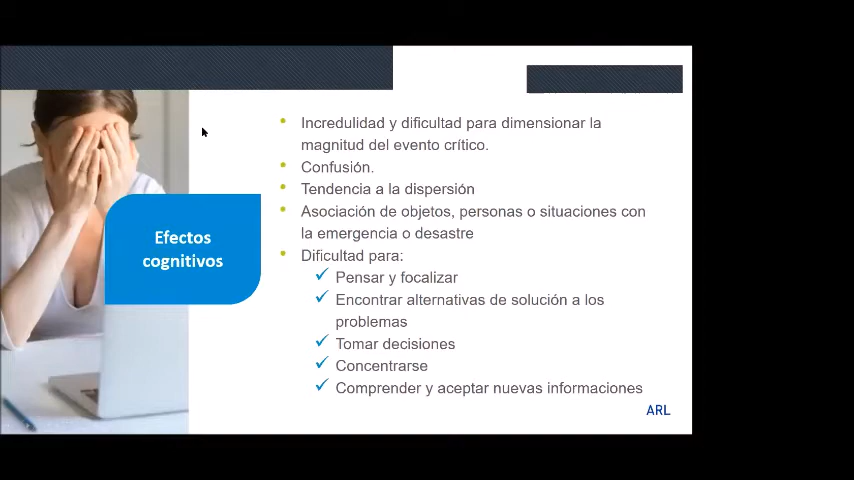 Incredulidad y dificultad para dimensionar la
magnitud del evento crítico.
Confusión.
Tendencia a la dispersión
Asociación de objetos, personas o situaciones con
la emergencia o desastre
Dificultad para:
Pensar y focalizar
Encontrar alternativas de solución a los
problemas
Tomar decisiones
Concentrarse
Comprender y aceptar nuevas informaciones
Efectos
cognitivos
ARL